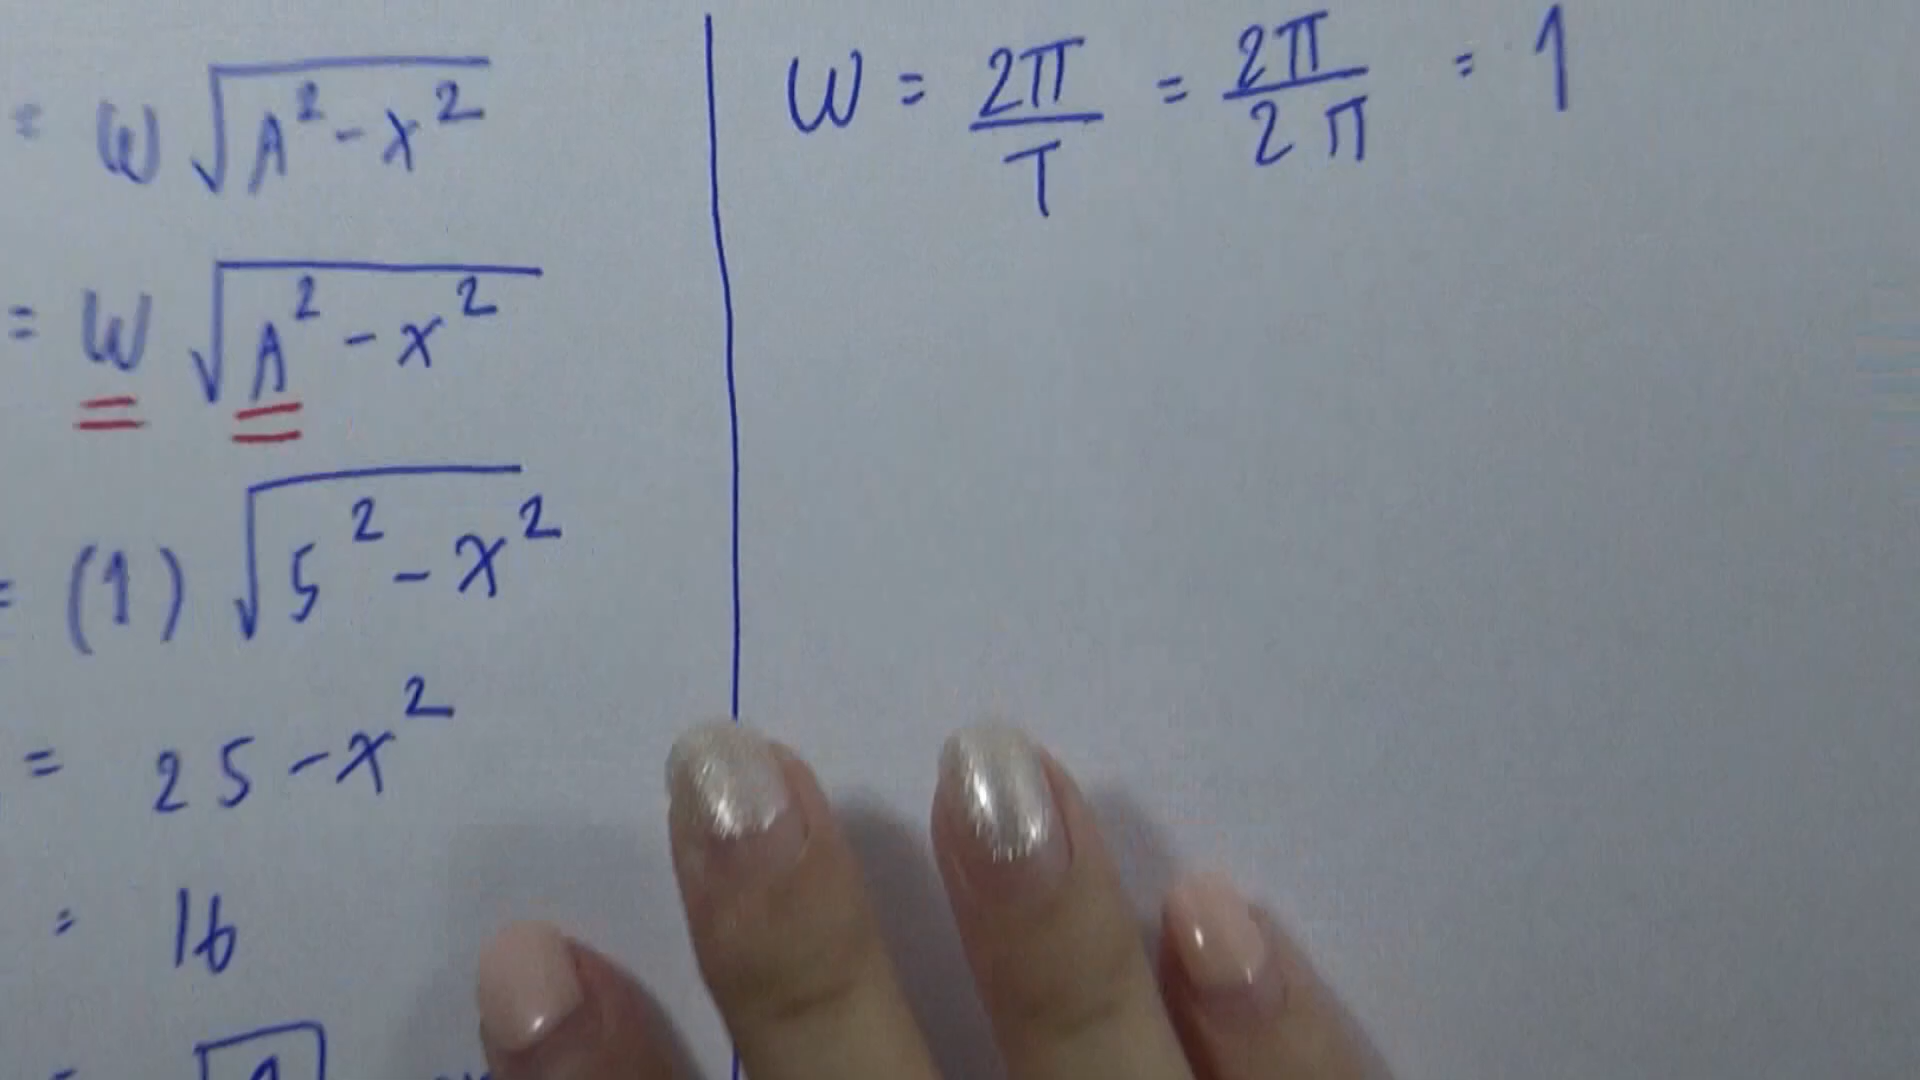 = ω√A² - x²
= ω√A² - x²
= (1)√5² - x²
= 25 - x²
= 16
ω = 2π/T = 2π/2π = 1